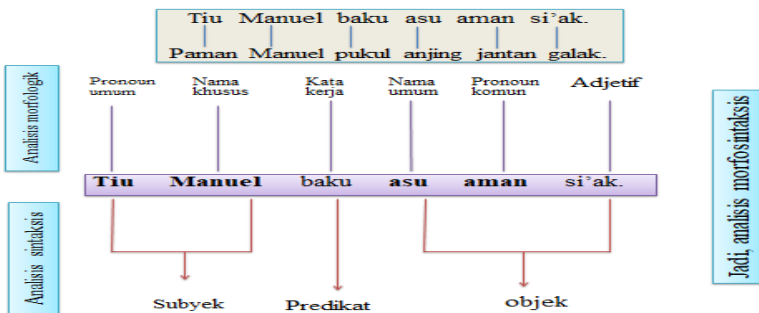 Tiu Manuel baku asu aman si'ak.
Paman Manuel pukul anjing jantan galak.
Analisis morfologik
Pronoun umum
Nama khusus
Kata kerja
Nama umum
Pronoun komun
Adjetif
Tiu Manuel baku asu aman si'ak.
Analisis sintaksis
Subyek Predikat objek
Jadi, analisis morfosintaksis